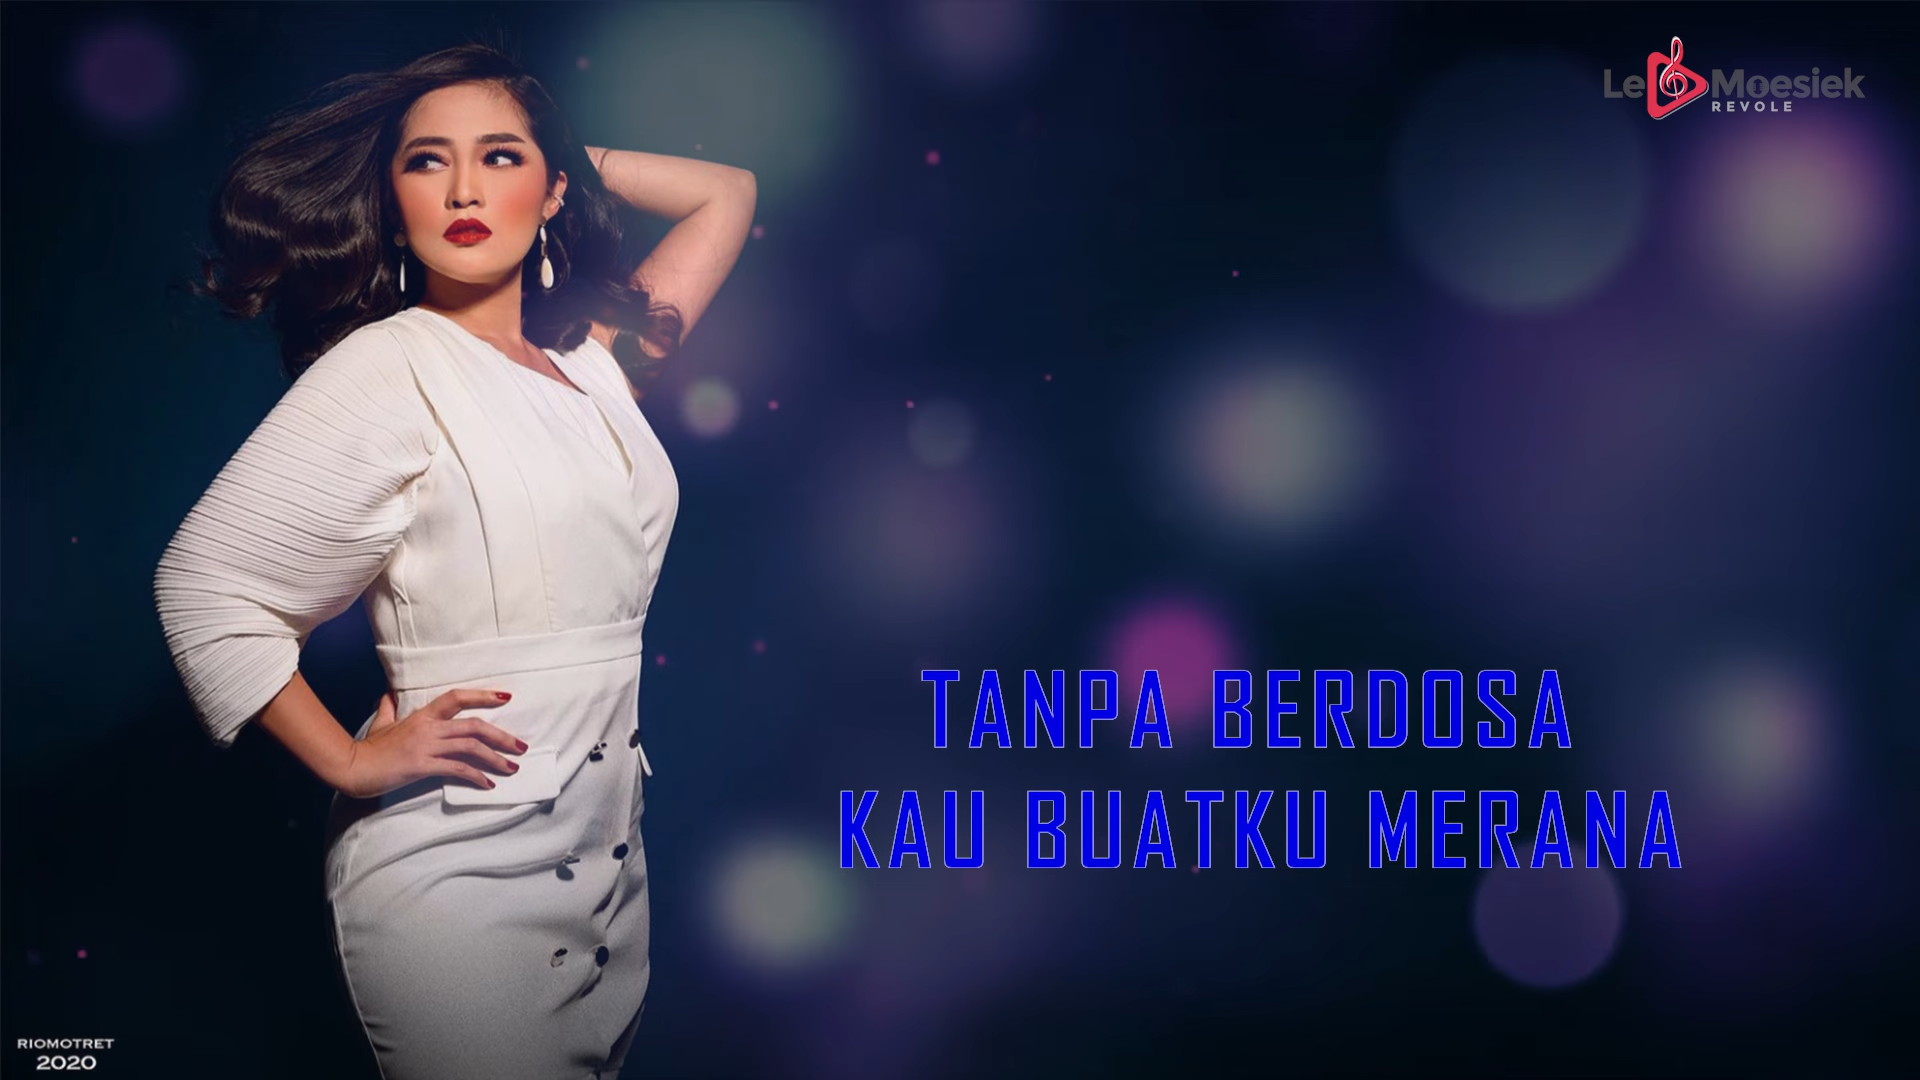 Le Moesiek
REVOLE
TANPA BERDOSA
KAU BUATKU MERANA
RIOMOTRET
2020